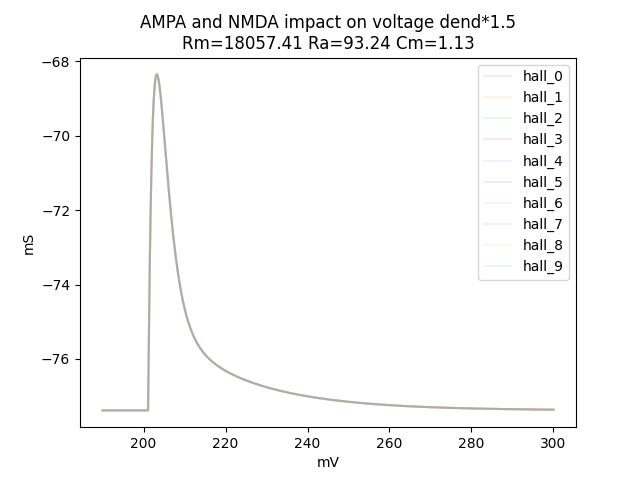 AMPA and NMDA impact on voltage dend*1.5
Rm=18057.41 Ra=93.24 Cm=1.13
−68
−70
−72
−74
−76
mS
hall_0
hall_1
hall_2
hall_3
hall_4
hall_5
hall_6
hall_7
hall_8
hall_9
200
220
240
260
280
300
mV